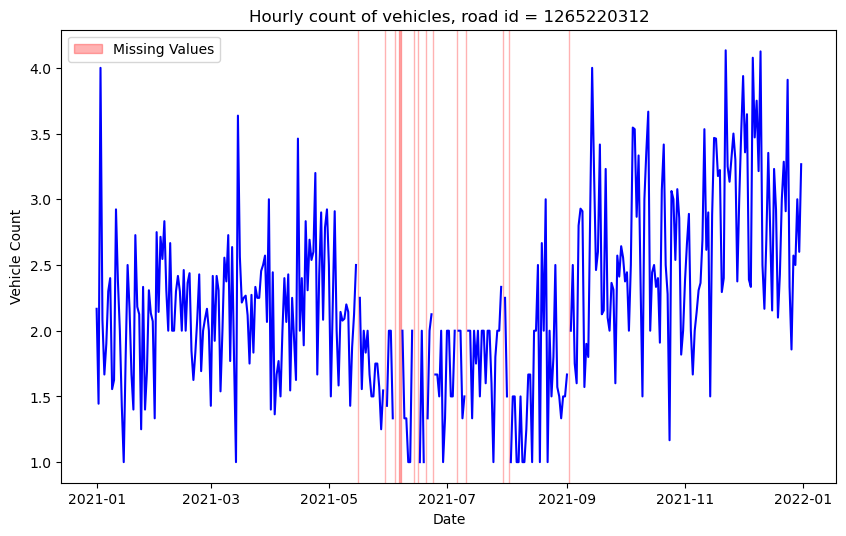 Hourly count of vehicles, road id = 1265220312
Missing Values
4.0
3.5
3.0
2.5
2.0
1.5
1.0
Vehicle Count
2021-01 2021-03 2021-05 2021-07 2021-09 2021-11 2022-01
Date